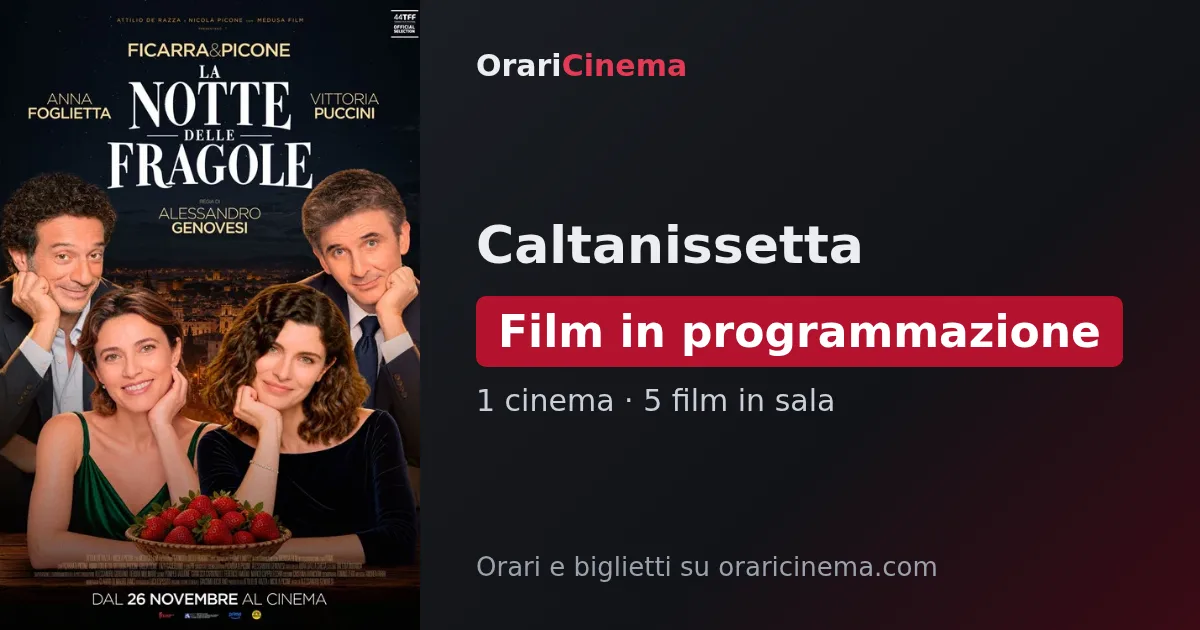 ATTILIO DE RAZZA e NICOLA PICONE con MEDUSA FILM
44TFF
OFFICIAL
SELECTION
FICARRA&PICONE
LA
NOTTE
DELLE
FRAGOLE
ANNA
FOGLIETTA
VITTORIA
PUCCINI
REGIA DI
ALESSANDRO
GENOVESI
DAL 26 NOVEMBRE AL CINEMA
OrariCinema
Caltanissetta
Film in programmazione
1 cinema · 5 film in sala
Orari e biglietti su oraricinema.com